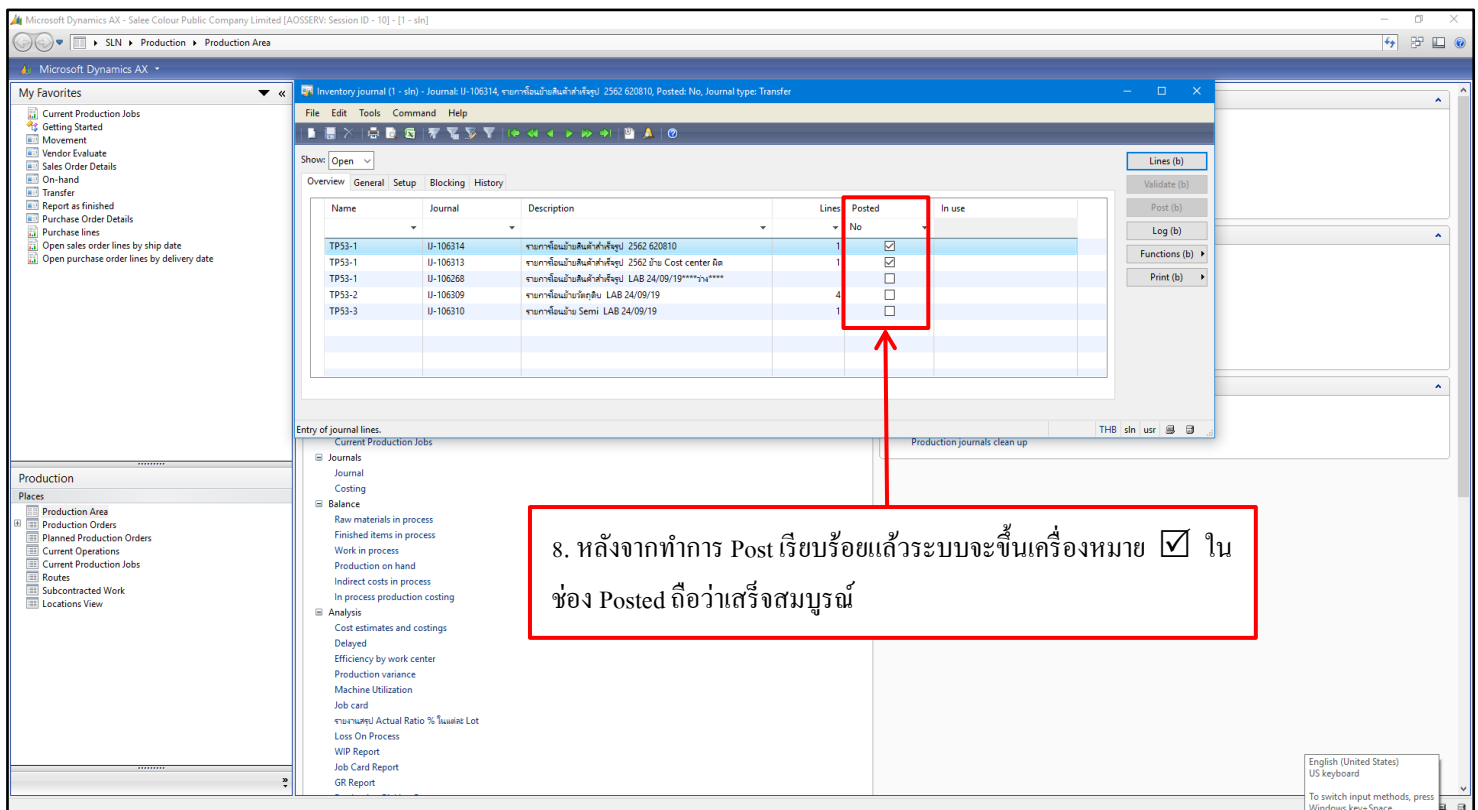 Microsoft Dynamics AX - Salee Colour Public Company Limited [AOSSERV: Session ID - 10] - [1 - sln]
SLN ▸ Production ▸ Production Area
Microsoft Dynamics AX
My Favorites
Current Production Jobs
Getting Started
Movement
Vendor Evaluate
Sales Order Details
On-hand
Transfer
Report as finished
Purchase Order Details
Purchase lines
Open sales order lines by ship date
Open purchase order lines by delivery date
Inventory journal (1 - sln) - Journal: IJ-106314, รายการโอนย้ายสินค้าสำเร็จรูป 2562 620810, Posted: No, Journal type: Transfer
File Edit Tools Command Help
Show: Open
Overview General Setup Blocking History
Name Journal Description Lines Posted In use
No
TP53-1 IJ-106314 รายการโอนย้ายสินค้าสำเร็จรูป 2562 620810 1 ☑
TP53-1 IJ-106313 รายการโอนย้ายสินค้าสำเร็จรูป 2562 ย้าย Cost center ผิด 1 ☑
TP53-1 IJ-106268 รายการโอนย้ายสินค้าสำเร็จรูป LAB 24/09/19****ว่าง**** ☐
TP53-2 IJ-106309 รายการโอนย้ายวัตถุดิบ LAB 24/09/19 4 ☐
TP53-3 IJ-106310 รายการโอนย้าย Semi LAB 24/09/19 1 ☐
Lines (b)
Validate (b)
Post (b)
Log (b)
Functions (b)
Print (b)
Entry of journal lines.
THB sln usr
Current Production Jobs
Journals
Journal
Costing
Balance
Raw materials in process
Finished items in process
Work in process
Production on hand
Indirect costs in process
In process production costing
Analysis
Cost estimates and costings
Delayed
Efficiency by work center
Production variance
Machine Utilization
Job card
รายงานสรุป Actual Ratio % ในแต่ละ Lot
Loss On Process
WIP Report
Job Card Report
GR Report
Production journals clean up
Production
Places
Production Area
Production Orders
Planned Production Orders
Current Operations
Current Production Jobs
Routes
Subcontracted Work
Locations View
8. หลังจากทำการ Post เรียบร้อยแล้วระบบจะขึ้นเครื่องหมาย ☑ ใน
ช่อง Posted ถือว่าเสร็จสมบูรณ์
English (United States)
US keyboard
To switch input methods, press
Windows key+Space